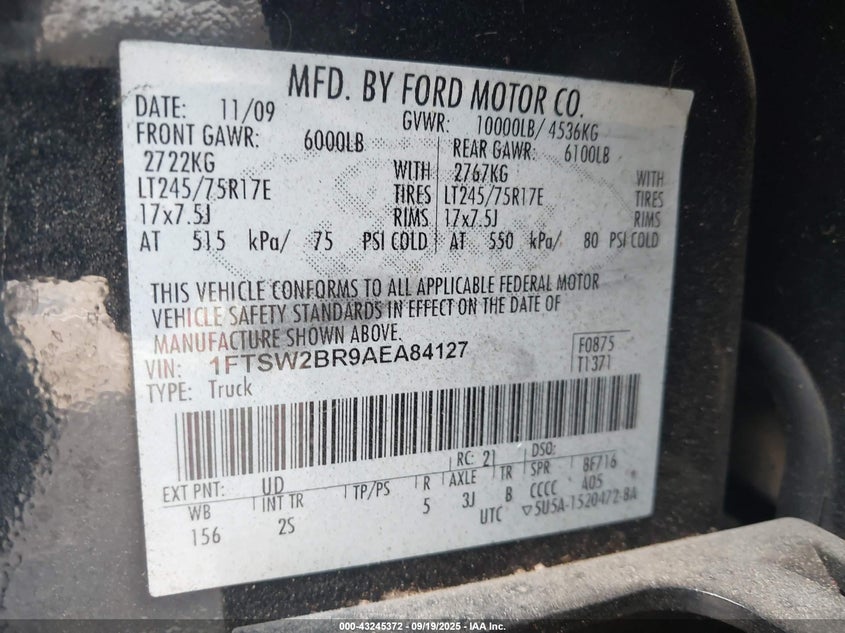 MFD. BY FORD MOTOR CO.
DATE: 11/09 GVWR: 10000LB/ 4536KG
FRONT GAWR: 6000LB REAR GAWR: 6100LB
2722KG WITH 2767KG WITH
LT245/75R17E TIRES LT245/75R17E TIRES
17x7.5J RIMS 17x7.5J RIMS
AT 515 kPa/ 75 PSI COLD AT 550 kPa/ 80 PSI COLD
THIS VEHICLE CONFORMS TO ALL APPLICABLE FEDERAL MOTOR
VEHICLE SAFETY STANDARDS IN EFFECT ON THE DATE OF
MANUFACTURE SHOWN ABOVE.
VIN: 1FTSW2BR9AEA84127 F0875
TYPE: Truck T1371
RC: 21 DSO:
EXT PNT: UD SPR 8F716
WB INT TR TP/PS R AXLE TR CCCC A05
156 2S 5 3J B
UTC ▽5U5A-1520472-BA
000-43245372 - 09/19/2025 - IAA Inc.